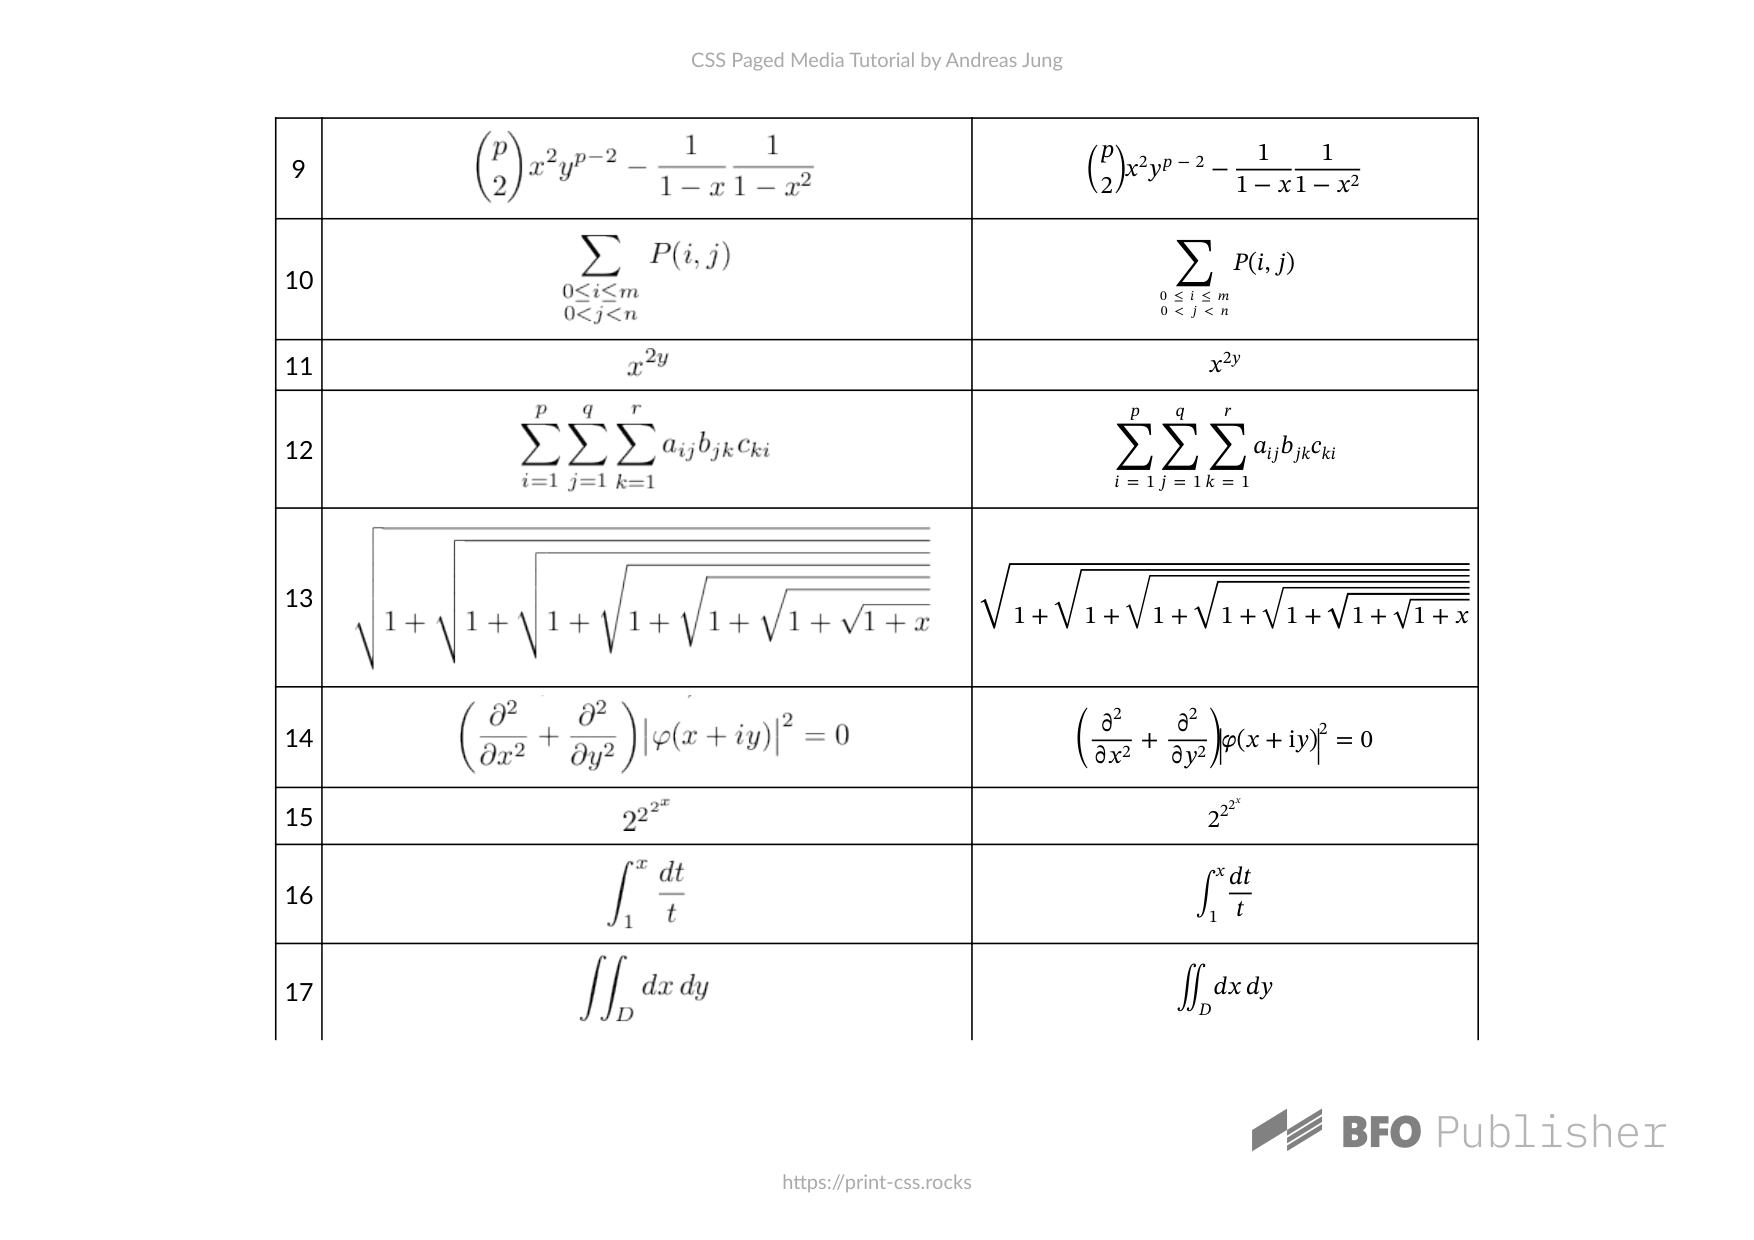 CSS Paged Media Tutorial by Andreas Jung
9 $\binom{p}{2} x^2 y^{p-2} - \frac{1}{1-x} \frac{1}{1-x^2}$ $\binom{p}{2} x^2 y^{p-2} - \frac{1}{1-x} \frac{1}{1-x^2}$
10 $\sum_{\substack{0 \le i \le m \\ 0 < j < n}} P(i, j)$ $\sum_{\substack{0 \le i \le m \\ 0 < j < n}} P(i, j)$
11 $x^{2y}$ $x^{2y}$
12 $\sum_{i=1}^{p} \sum_{j=1}^{q} \sum_{k=1}^{r} a_{ij} b_{jk} c_{ki}$ $\sum_{i=1}^{p} \sum_{j=1}^{q} \sum_{k=1}^{r} a_{ij} b_{jk} c_{ki}$
13 $\sqrt{1+\sqrt{1+\sqrt{1+\sqrt{1+\sqrt{1+\sqrt{1+\sqrt{1+x}}}}}}}$ $\sqrt{1+\sqrt{1+\sqrt{1+\sqrt{1+\sqrt{1+\sqrt{1+\sqrt{1+x}}}}}}}$
14 $\left(\frac{\partial^2}{\partial x^2} + \frac{\partial^2}{\partial y^2}\right) |\varphi(x+iy)|^2 = 0$ $\left(\frac{\partial^2}{\partial x^2} + \frac{\partial^2}{\partial y^2}\right) |\varphi(x+\mathrm{i}y)|^2 = 0$
15 $2^{2^{2^x}}$ $2^{2^{2^x}}$
16 $\int_1^x \frac{dt}{t}$ $\int_1^x \frac{dt}{t}$
17 $\iint_D dx\,dy$ $\iint_D dx\,dy$
BFO Publisher
https://print-css.rocks